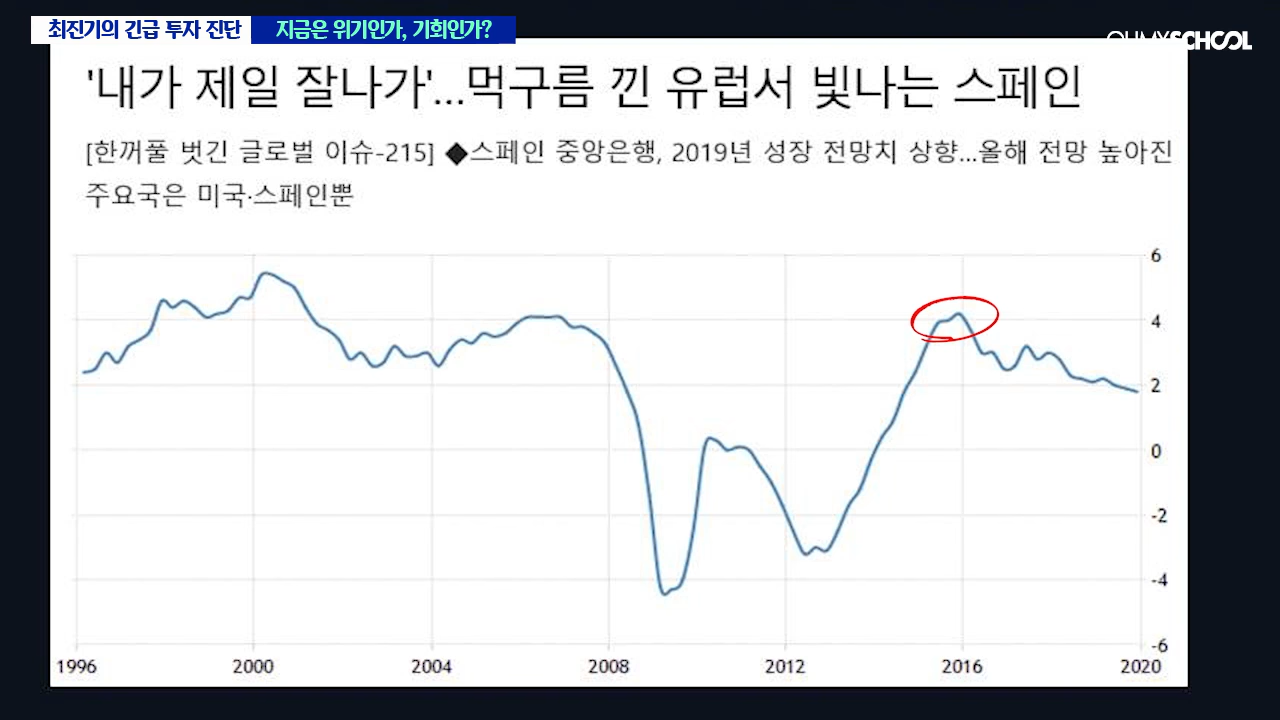 최진기의 긴급 투자 진단 지금은 위기인가, 기회인가?
OHMYSCHOOL
'내가 제일 잘나가'...먹구름 낀 유럽서 빛나는 스페인
[한꺼풀 벗긴 글로벌 이슈-215] ◆스페인 중앙은행, 2019년 성장 전망치 상향...올해 전망 높아진
주요국은 미국·스페인뿐
6
4
2
0
-2
-4
-6
1996 2000 2004 2008 2012 2016 2020